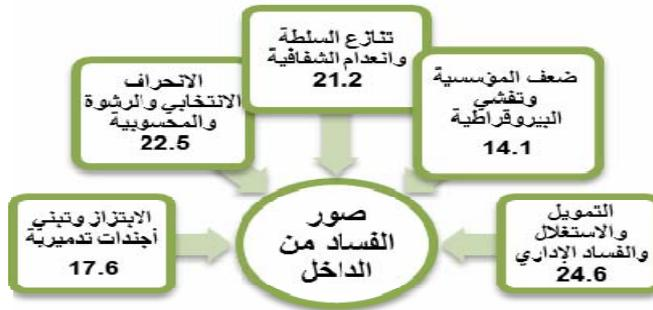 تنازع السلطة
وانعدام الشفافية
21.2
ضعف المؤسسية
وتفشي
البيروقراطية
14.1
الانحراف
الانتخابي والرشوة
والمحسوبية
22.5
التمويل
والاستغلال
والفساد الإداري
24.6
صور
الفساد من
الداخل
الابتزاز وتبني
أجندات تدميرية
17.6